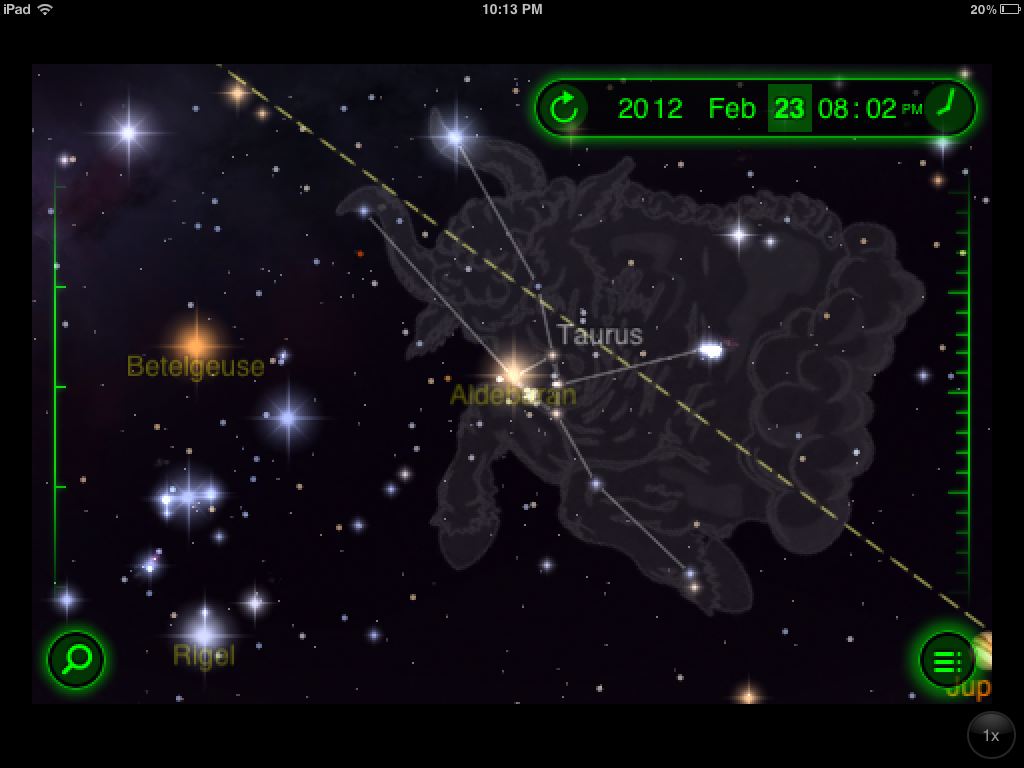 iPad 10:13 PM 20%
2012 Feb 23 08:02 PM
Taurus
Betelgeuse
Aldebaran
Rigel
Jup
1x